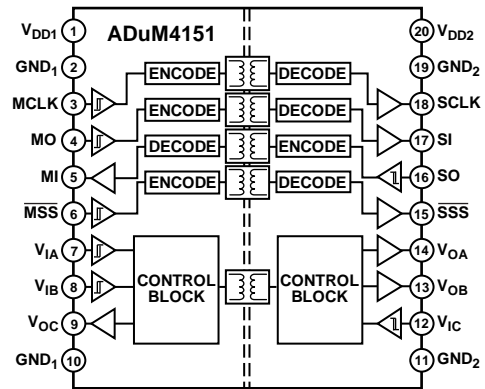 ADuM4151
VDD1 1 20 VDD2
GND1 2 19 GND2
MCLK 3 ENCODE DECODE 18 SCLK
MO 4 ENCODE DECODE 17 SI
MI 5 DECODE ENCODE 16 SO
MSS 6 ENCODE DECODE 15 SSS
VIA 7 14 VOA
VIB 8 CONTROL BLOCK CONTROL BLOCK 13 VOB
VOC 9 12 VIC
GND1 10 11 GND2